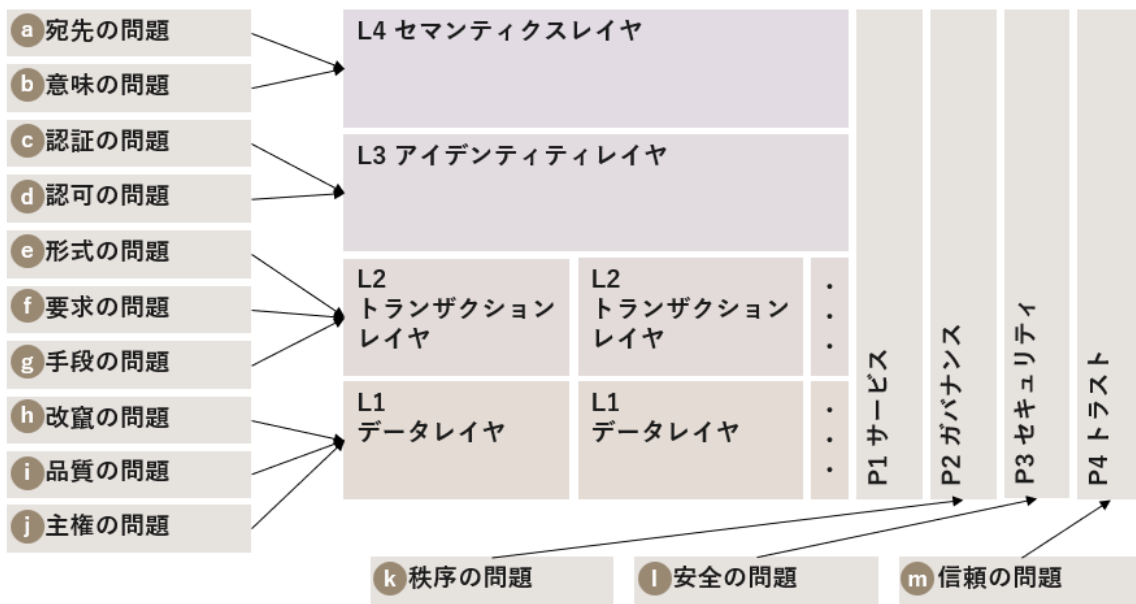 a 宛先の問題
b 意味の問題
c 認証の問題
d 認可の問題
e 形式の問題
f 要求の問題
g 手段の問題
h 改竄の問題
i 品質の問題
j 主権の問題
L4 セマンティクスレイヤ
L3 アイデンティティレイヤ
L2
トランザクション
レイヤ
L2
トランザクション
レイヤ
・
・
・
L1
データレイヤ
L1
データレイヤ
・
・
・
P1 サービス
P2 ガバナンス
P3 セキュリティ
P4 トラスト
k 秩序の問題
l 安全の問題
m 信頼の問題